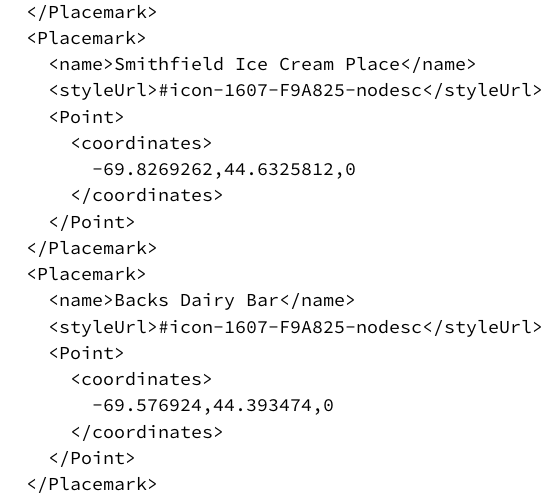 </Placemark>
<Placemark>
<name>Smithfield Ice Cream Place</name>
<styleUrl>#icon-1607-F9A825-nodesc</styleUrl>
<Point>
<coordinates>
-69.8269262,44.6325812,0
</coordinates>
</Point>
</Placemark>
<Placemark>
<name>Backs Dairy Bar</name>
<styleUrl>#icon-1607-F9A825-nodesc</styleUrl>
<Point>
<coordinates>
-69.576924,44.393474,0
</coordinates>
</Point>
</Placemark>